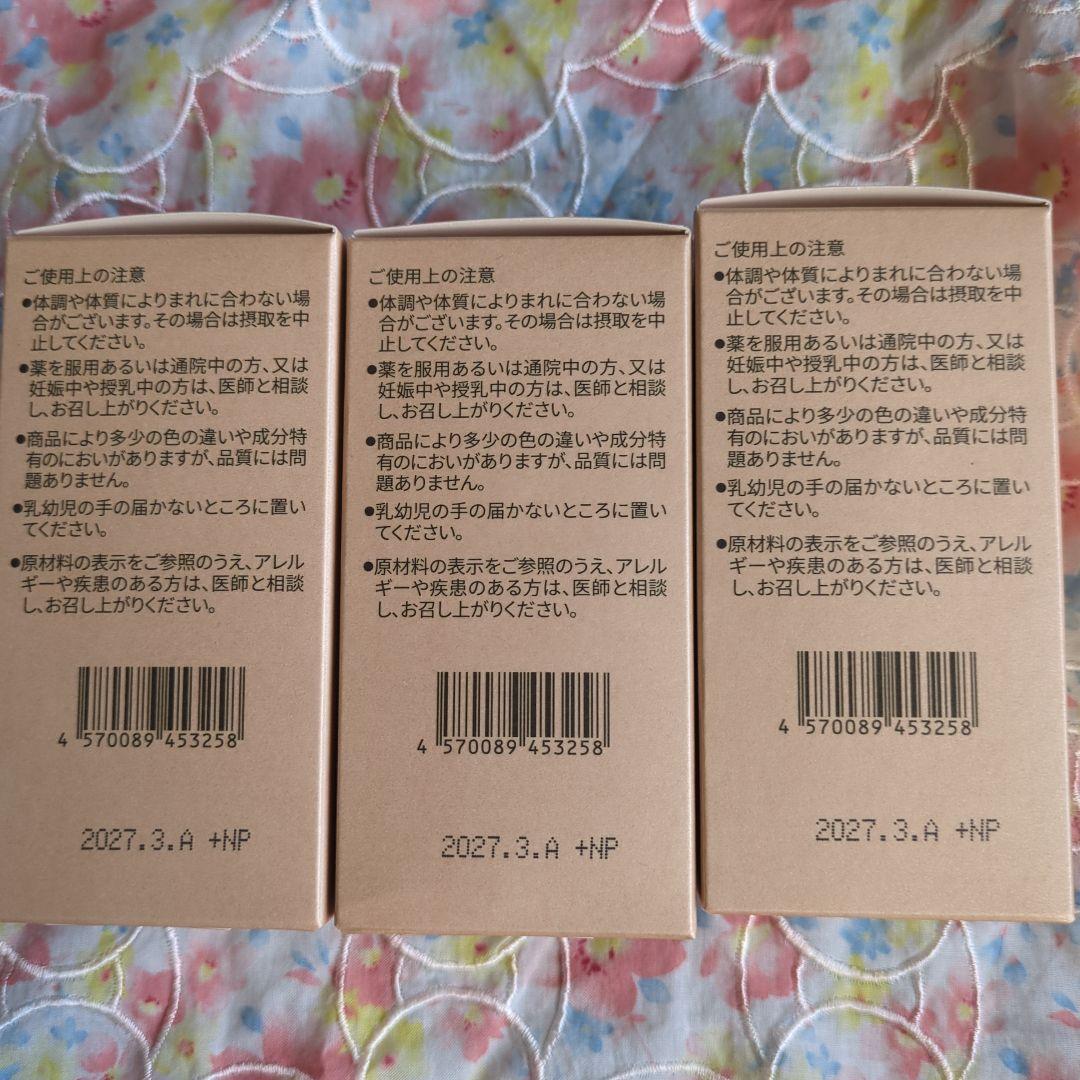 ご使用上の注意
●体調や体質によりまれに合わない場
合がございます。その場合は摂取を中
止してください。
●薬を服用あるいは通院中の方、又は
妊娠中や授乳中の方は、医師と相談
し、お召し上がりください。
●商品により多少の色の違いや成分特
有のにおいがありますが、品質には問
題ありません。
●乳幼児の手の届かないところに置い
てください。
●原材料の表示をご参照のうえ、アレル
ギーや疾患のある方は、医師と相談
し、お召し上がりください。
4 570089 453258
2027.3.A +NP
ご使用上の注意
●体調や体質によりまれに合わない場
合がございます。その場合は摂取を中
止してください。
●薬を服用あるいは通院中の方、又は
妊娠中や授乳中の方は、医師と相談
し、お召し上がりください。
●商品により多少の色の違いや成分特
有のにおいがありますが、品質には問
題ありません。
●乳幼児の手の届かないところに置い
てください。
●原材料の表示をご参照のうえ、アレル
ギーや疾患のある方は、医師と相談
し、お召し上がりください。
4 570089 453258
2027.3.A +NP
ご使用上の注意
●体調や体質によりまれに合わない場
合がございます。その場合は摂取を中
止してください。
●薬を服用あるいは通院中の方、又は
妊娠中や授乳中の方は、医師と相談
し、お召し上がりください。
●商品により多少の色の違いや成分特
有のにおいがありますが、品質には問
題ありません。
●乳幼児の手の届かないところに置い
てください。
●原材料の表示をご参照のうえ、アレル
ギーや疾患のある方は、医師と相談
し、お召し上がりください。
4 570089 453258
2027.3.A +NP